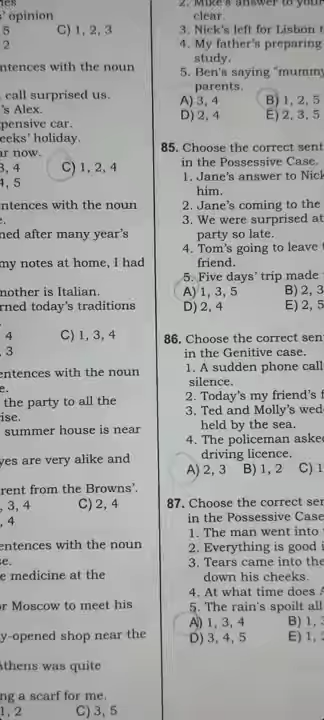 ' opinion
5 C) 1, 2, 3
2
ntences with the noun
call surprised us.
's Alex.
pensive car.
eeks' holiday.
ar now.
3, 4 C) 1, 2, 4
4, 5
ntences with the noun
e.
ned after many year's
my notes at home, I had
nother is Italian.
rned today's traditions
4 C) 1, 3, 4
3
entences with the noun
e.
the party to all the
ise.
summer house is near
yes are very alike and
rent from the Browns'.
, 3, 4 C) 2, 4
, 4
entences with the noun
se.
e medicine at the
or Moscow to meet his
y-opened shop near the
Athens was quite
ng a scarf for me.
1, 2 C) 3, 5
2. Mike's answer to your
clear.
3. Nick's left for Lisbon
4. My father's preparing
study.
5. Ben's saying "mummy
parents.
A) 3, 4 B) 1, 2, 5
D) 2, 4 E) 2, 3, 5
85. Choose the correct sent
in the Possessive Case.
1. Jane's answer to Nick
him.
2. Jane's coming to the
3. We were surprised at
party so late.
4. Tom's going to leave
friend.
5. Five days' trip made
A) 1, 3, 5 B) 2, 3
D) 2, 4 E) 2, 5
86. Choose the correct sen
in the Genitive case.
1. A sudden phone call
silence.
2. Today's my friend's
3. Ted and Molly's wed
held by the sea.
4. The policeman aske
driving licence.
A) 2, 3 B) 1, 2 C) 1
87. Choose the correct ser
in the Possessive Case
1. The man went into
2. Everything is good i
3. Tears came into the
down his cheeks.
4. At what time does
5. The rain's spoilt all
A) 1, 3, 4 B) 1,
D) 3, 4, 5 E) 1,